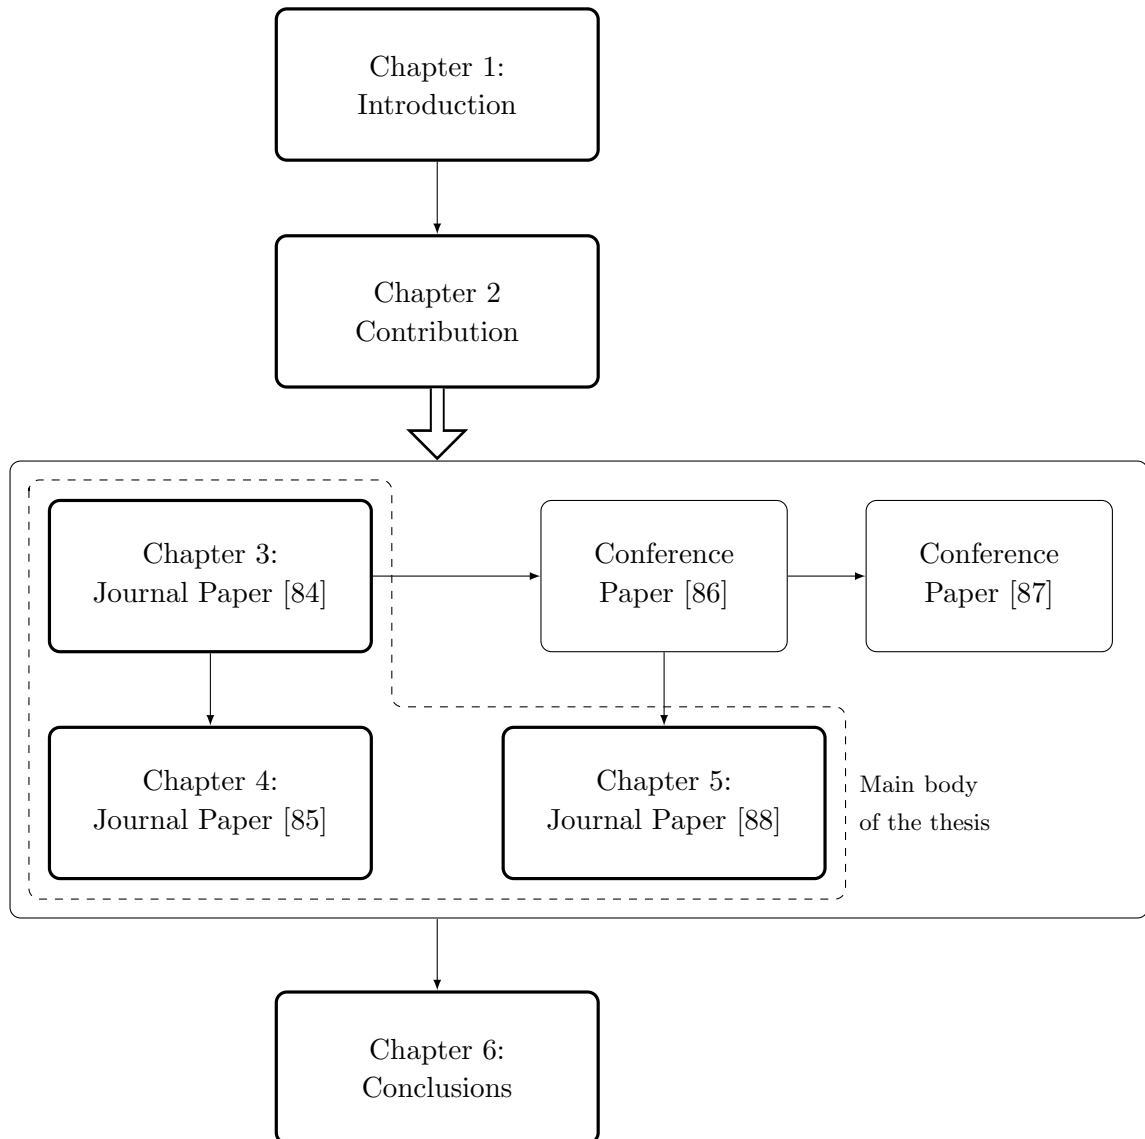 Chapter 1:
Introduction
Chapter 2
Contribution
Chapter 3:
Journal Paper [84]
Conference
Paper [86]
Conference
Paper [87]
Chapter 4:
Journal Paper [85]
Chapter 5:
Journal Paper [88]
Main body
of the thesis
Chapter 6:
Conclusions